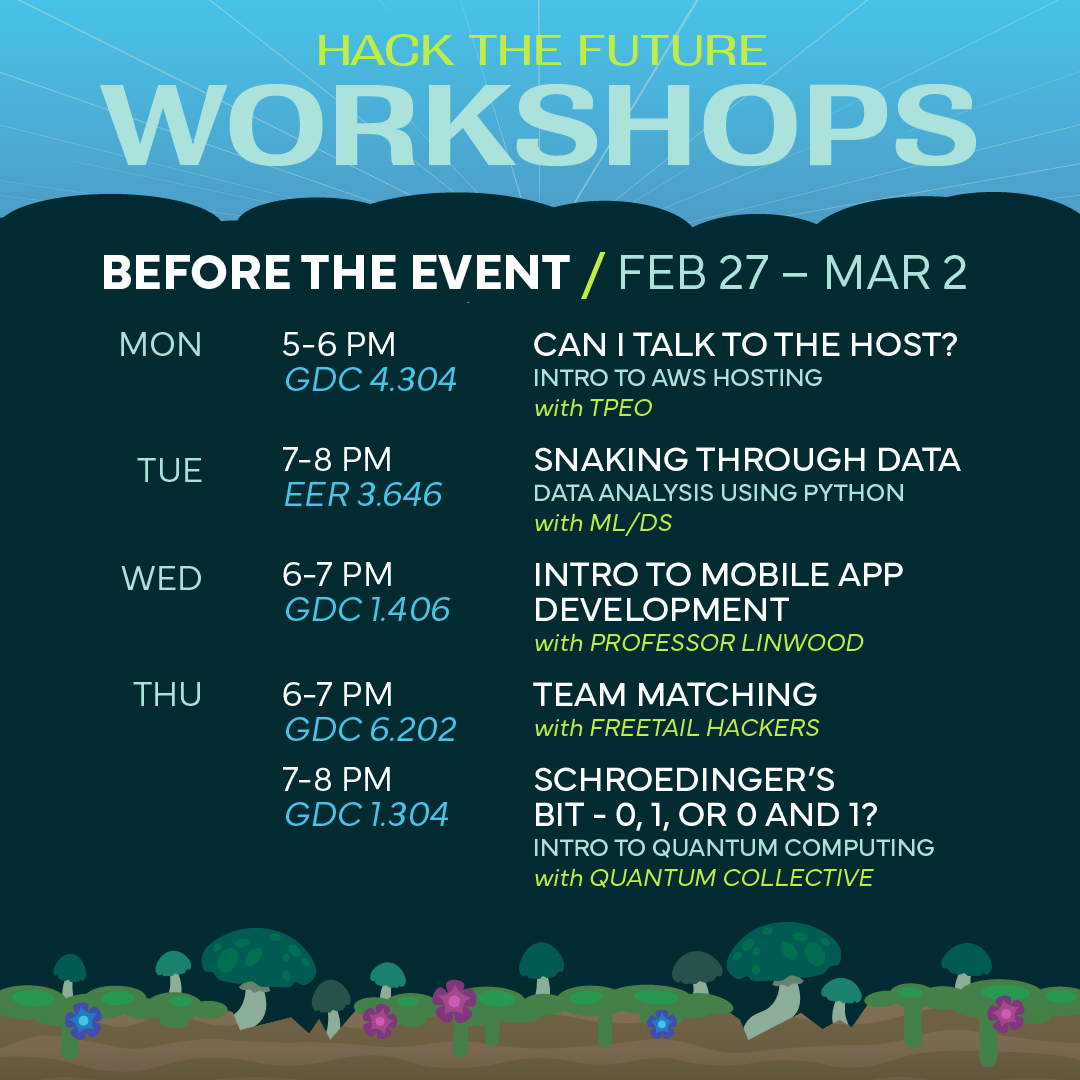 HACK THE FUTURE
WORKSHOPS
BEFORE THE EVENT / FEB 27 – MAR 2
MON
5-6 PM
GDC 4.304
CAN I TALK TO THE HOST?
INTRO TO AWS HOSTING
with TPEO
TUE
7-8 PM
EER 3.646
SNAKING THROUGH DATA
DATA ANALYSIS USING PYTHON
with ML/DS
WED
6-7 PM
GDC 1.406
INTRO TO MOBILE APP
DEVELOPMENT
with PROFESSOR LINWOOD
THU
6-7 PM
GDC 6.202
TEAM MATCHING
with FREETAIL HACKERS
7-8 PM
GDC 1.304
SCHROEDINGER'S
BIT - 0, 1, OR 0 AND 1?
INTRO TO QUANTUM COMPUTING
with QUANTUM COLLECTIVE